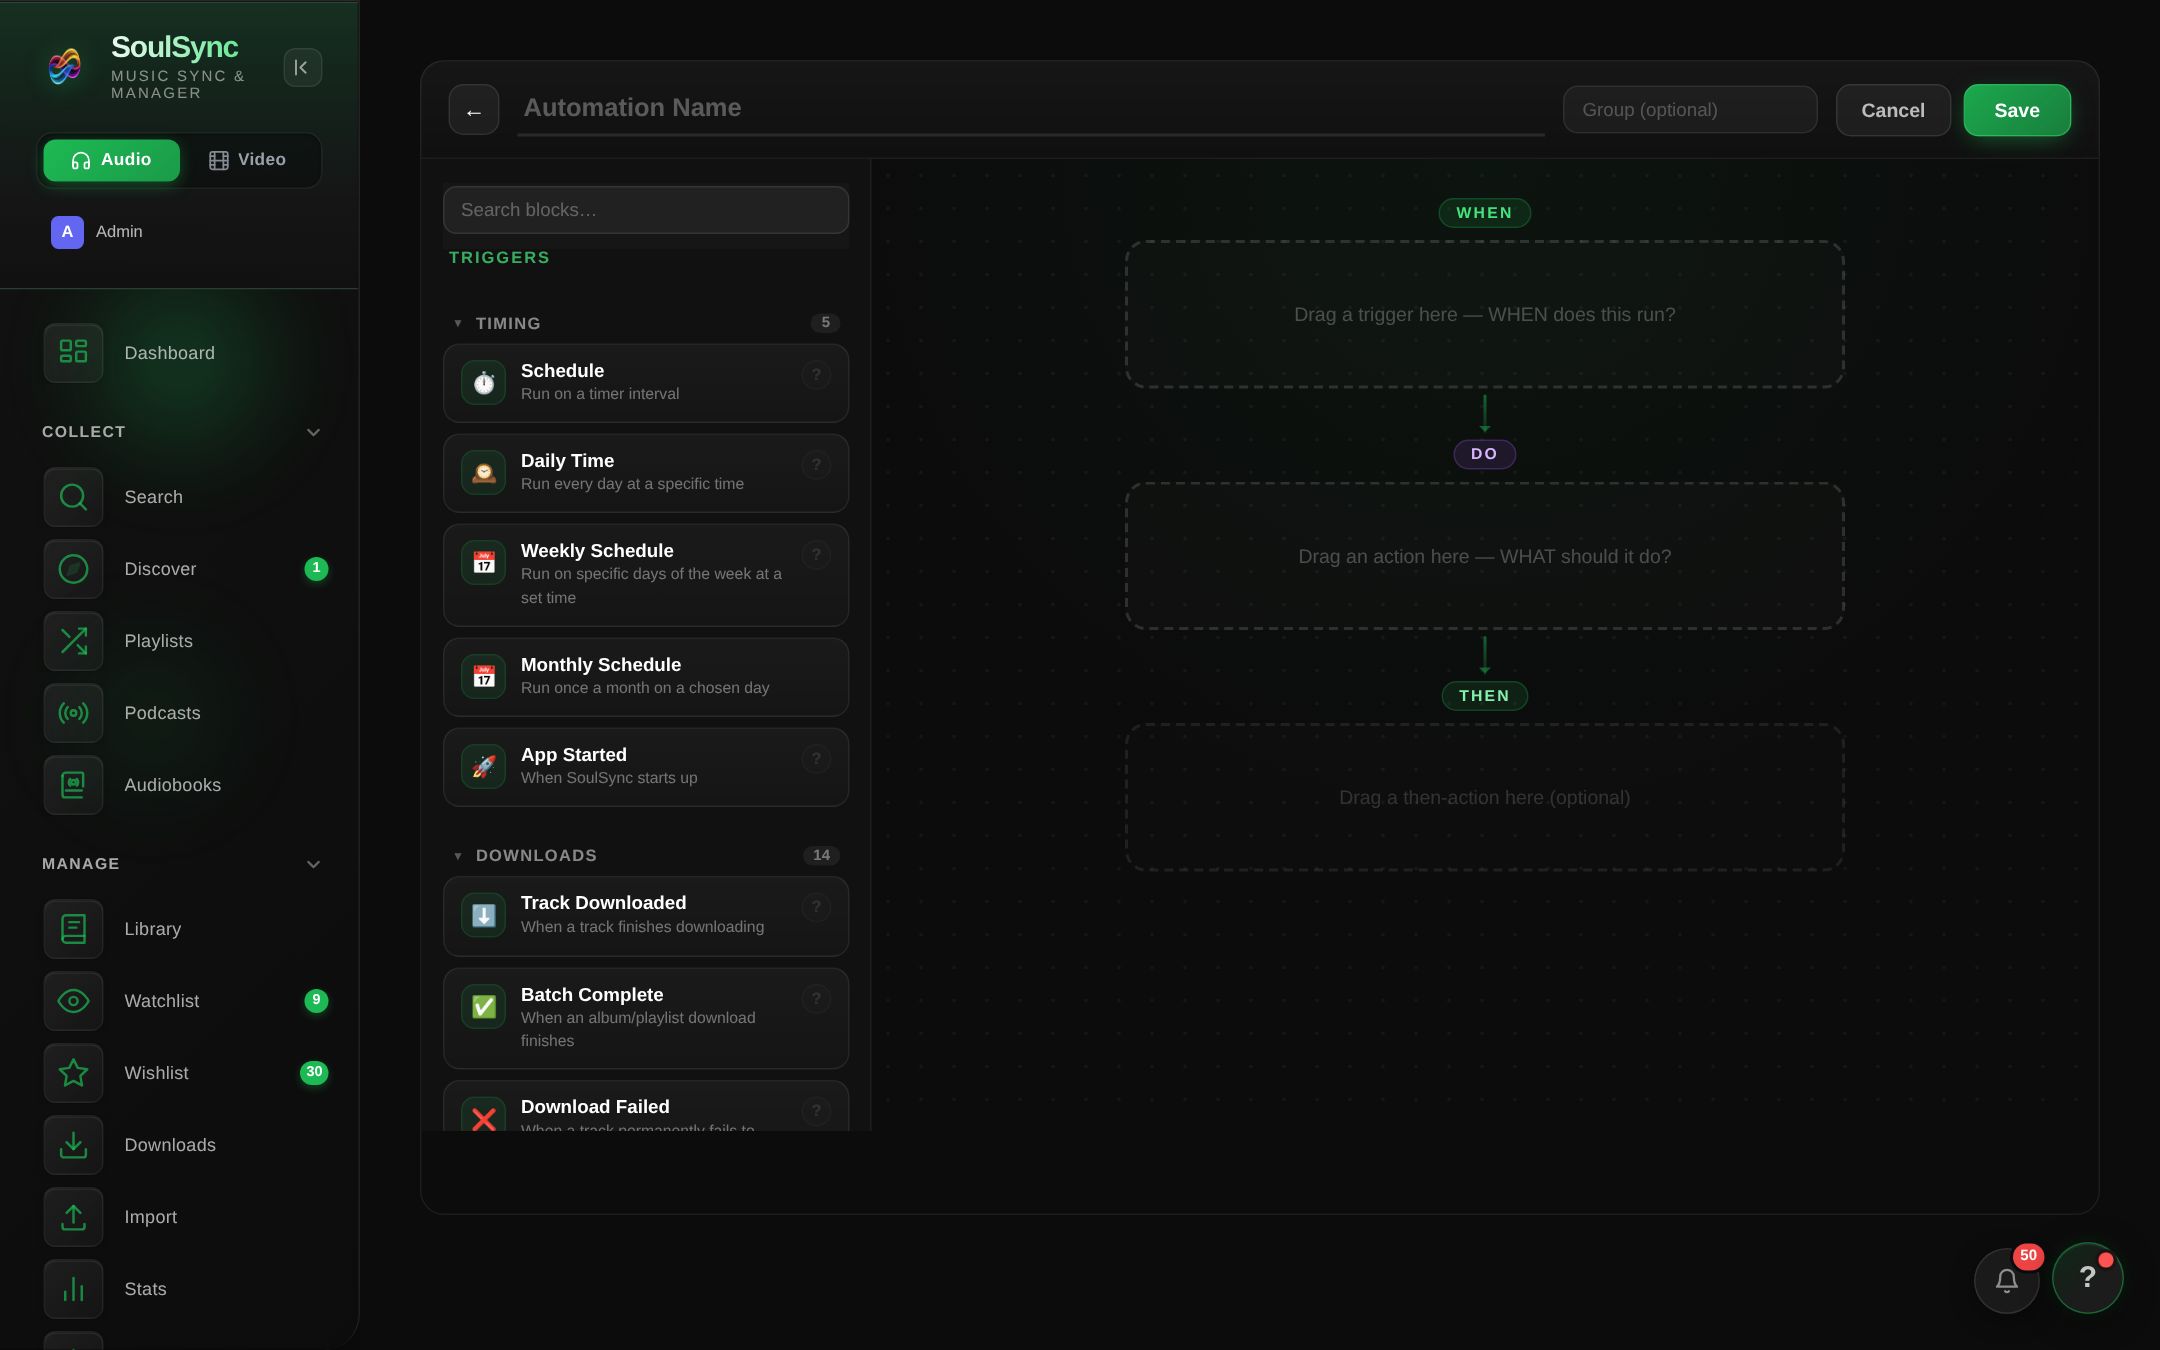 SoulSync
MUSIC SYNC &
MANAGER
Audio
Video
A
Admin
Dashboard
COLLECT
Search
Discover
1
Playlists
Podcasts
Audiobooks
MANAGE
Library
Watchlist
9
Wishlist
30
Downloads
Import
Stats
←
Automation Name
Group (optional)
Cancel
Save
Search blocks...
TRIGGERS
TIMING
5
Schedule
Run on a timer interval
?
Daily Time
Run every day at a specific time
?
Weekly Schedule
Run on specific days of the week at a
set time
?
Monthly Schedule
Run once a month on a chosen day
App Started
When SoulSync starts up
?
DOWNLOADS
14
Track Downloaded
When a track finishes downloading
?
Batch Complete
When an album/playlist download
finishes
?
Download Failed
When a track permanently fails to
?
WHEN
Drag a trigger here — WHEN does this run?
DO
Drag an action here — WHAT should it do?
THEN
Drag a then-action here (optional)
50
?